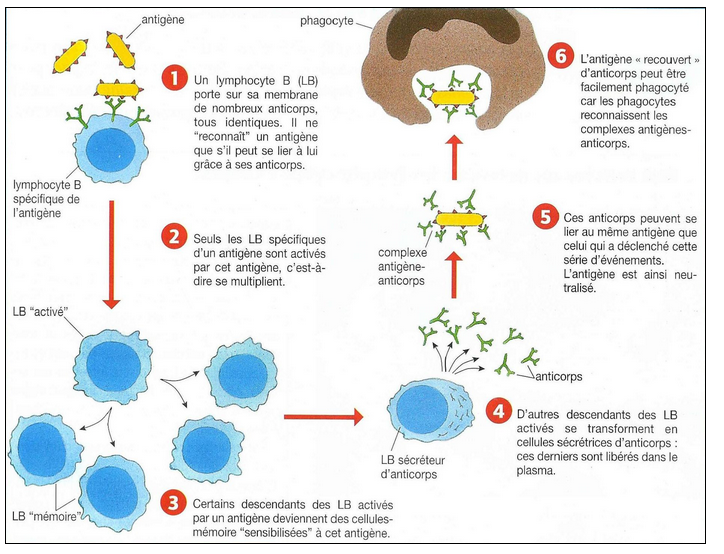 antigène
1
Un lymphocyte B (LB)
porte sur sa membrane
de nombreux anticorps,
tous identiques. Il ne
"reconnaît" un antigène
que s'il peut se lier à lui
grâce à ses anticorps.
lymphocyte B
spécifique de
l'antigène
2
Seuls les LB spécifiques
d'un antigène sont activés
par cet antigène, c'est-à-
dire se multiplient.
LB "activé"
LB "mémoire"
3
Certains descendants des LB activés
par un antigène deviennent des cellules-
mémoire "sensibilisées" à cet antigène.
4
D'autres descendants des LB
activés se transforment en
cellules sécrétrices d'anticorps :
ces derniers sont libérés dans le
plasma.
LB sécréteur
d'anticorps
anticorps
5
Ces anticorps peuvent se
lier au même antigène que
celui qui a déclenché cette
série d'événements.
L'antigène est ainsi neu-
tralisé.
complexe
antigène-
anticorps
phagocyte
6
L'antigène « recouvert »
d'anticorps peut être
facilement phagocyté
car les phagocytes
reconnaissent les
complexes antigènes-
anticorps.